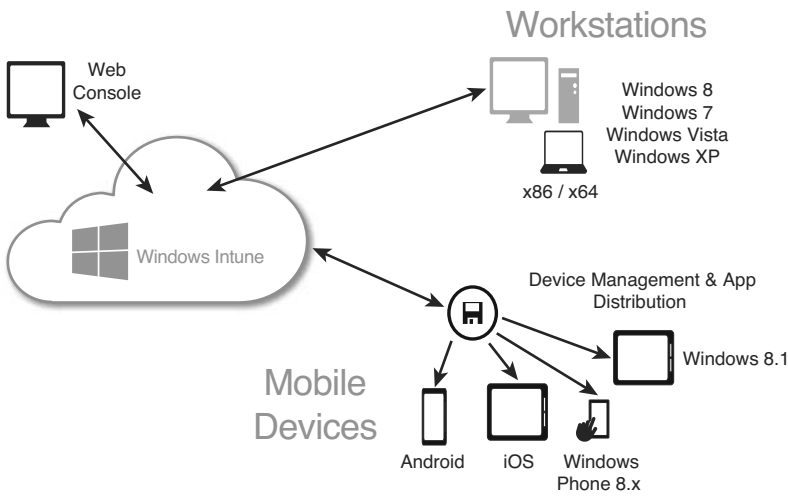 Workstations
Web
Console
Windows 8
Windows 7
Windows Vista
Windows XP
x86 / x64
Windows Intune
Device Management & App
Distribution
Windows 8.1
Mobile
Devices
Android
iOS
Windows
Phone 8.x